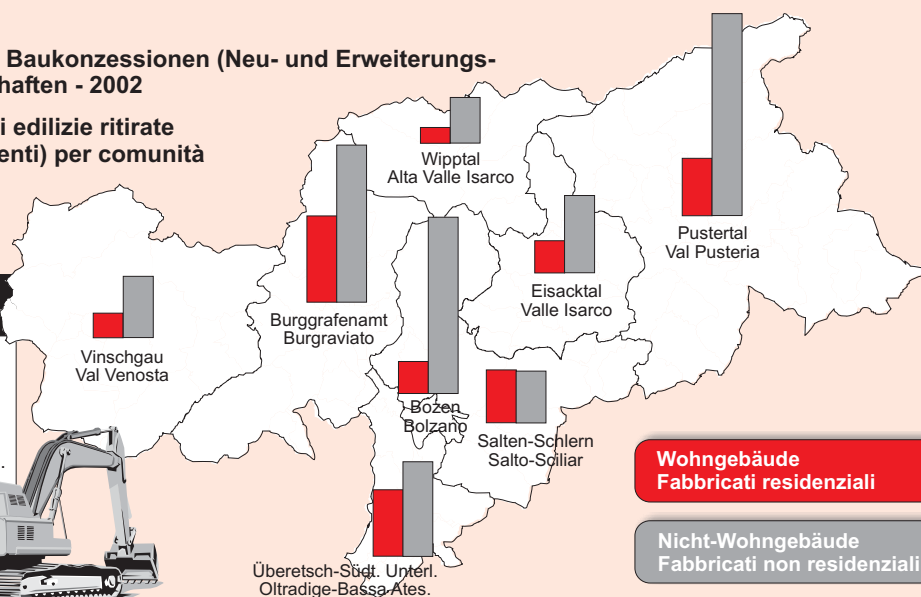 Baukonzessionen (Neu- und Erweiterungs-
haften - 2002
i edilizie ritirate
enti) per comunità
Wipptal
Alta Valle Isarco
Pustertal
Val Pusteria
Eisacktal
Valle Isarco
Burggrafenamt
Burgraviato
Vinschgau
Val Venosta
Bozen
Bolzano
Salten-Schlern
Salto-Sciliar
Überetsch-Südt. Unterl.
Oltradige-Bassa Ates.
Wohngebäude
Fabbricati residenziali
Nicht-Wohngebäude
Fabbricati non residenziali